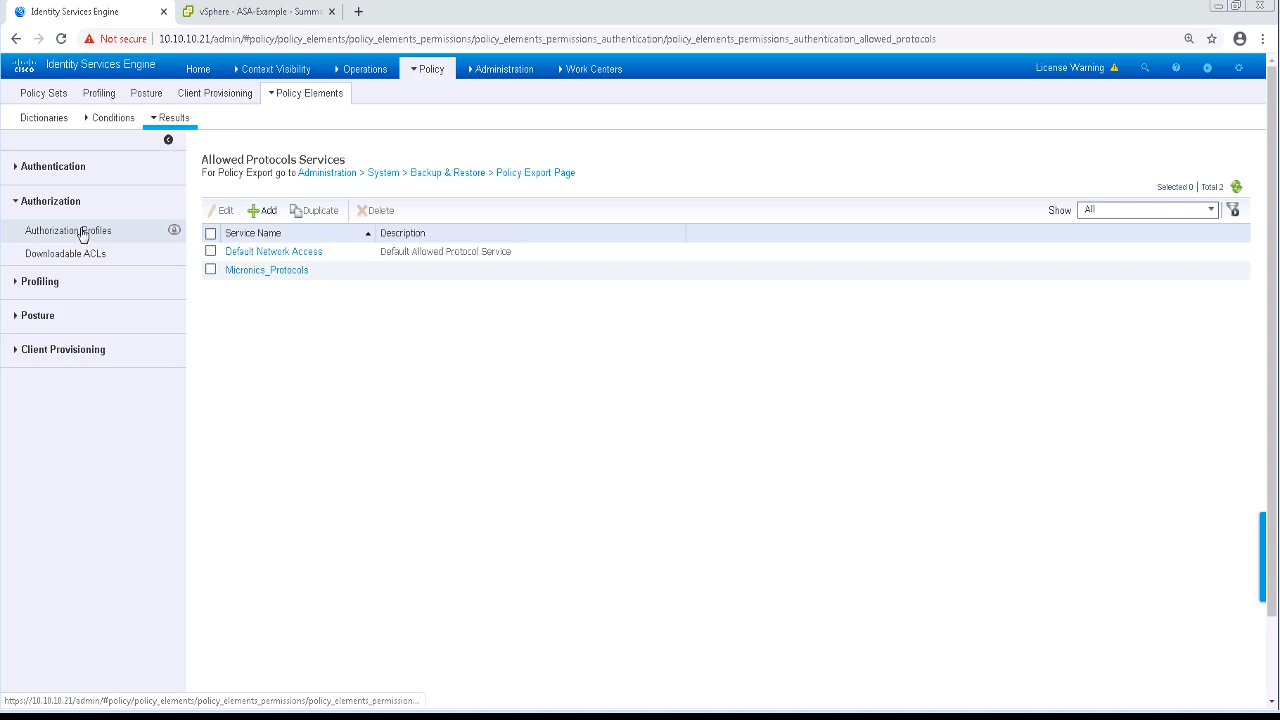 Identity Services Engine
vSphere - ASA-Example - Summ
Not secure
10.10.10.21/admin/#policy/policy_elements/policy_elements_permissions/policy_elements_permissions_authentication/policy_elements_permissions_authentication_allowed_protocols
cisco
Identity Services Engine
Home
Context Visibility
Operations
Policy
Administration
Work Centers
License Warning
Policy Sets
Profiling
Posture
Client Provisioning
Policy Elements
Dictionaries
Conditions
Results
Authentication
Authorization
Authorization Profiles
Downloadable ACLs
Profiling
Posture
Client Provisioning
Allowed Protocols Services
For Policy Export go to Administration > System > Backup & Restore > Policy Export Page
Selected 0 | Total 2
Edit
Add
Duplicate
Delete
Show
All
Service Name
Description
Default Network Access
Default Allowed Protocol Service
Micronics_Protocols
https://10.10.10.21/admin/#policy/policy_elements/policy_elements_permissions/policy_elements_permission...